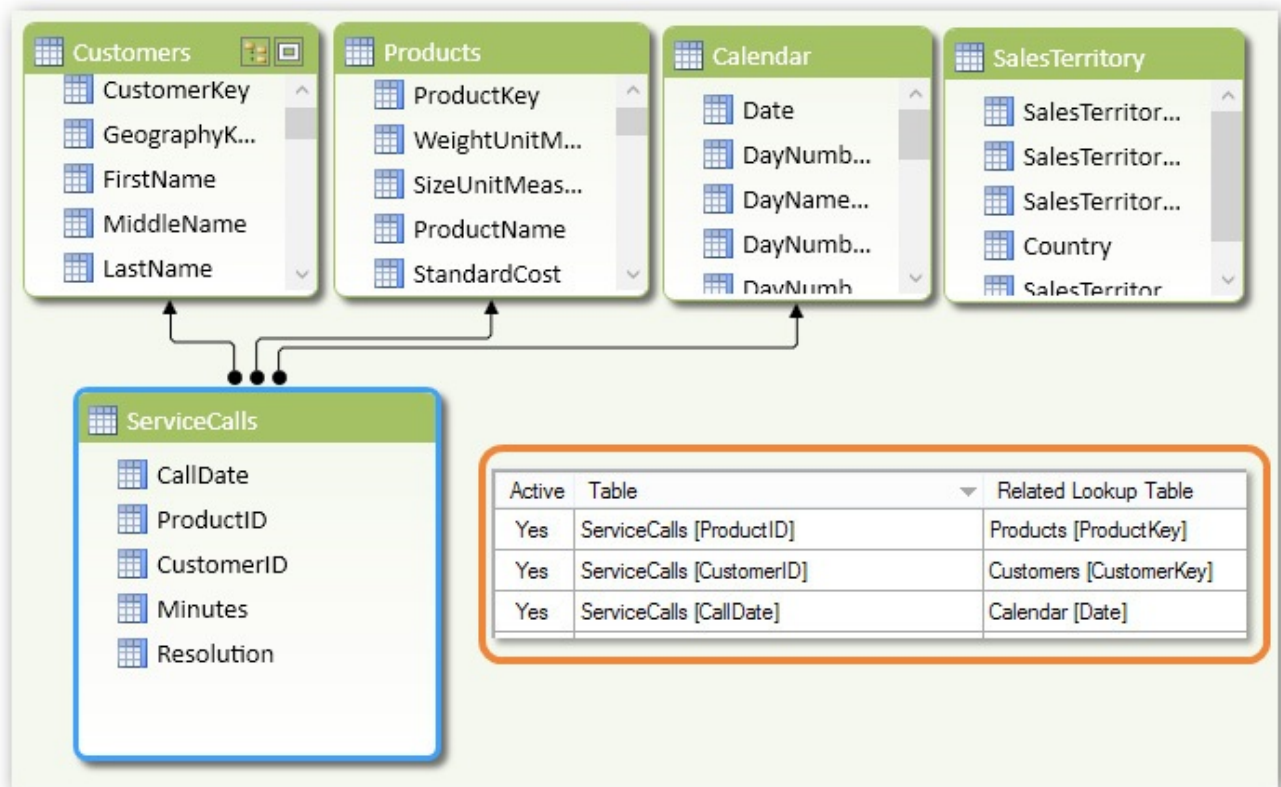 Customers
CustomerKey
GeographyK...
FirstName
MiddleName
LastName
Products
ProductKey
WeightUnitM...
SizeUnitMeas...
ProductName
StandardCost
Calendar
Date
DayNumb...
DayName...
DayNumb...
DayNumb
SalesTerritory
SalesTerritor...
SalesTerritor...
SalesTerritor...
Country
SalesTerritor
ServiceCalls
CallDate
ProductID
CustomerID
Minutes
Resolution
Active Table Related Lookup Table
Yes ServiceCalls [ProductID] Products [ProductKey]
Yes ServiceCalls [CustomerID] Customers [CustomerKey]
Yes ServiceCalls [CallDate] Calendar [Date]